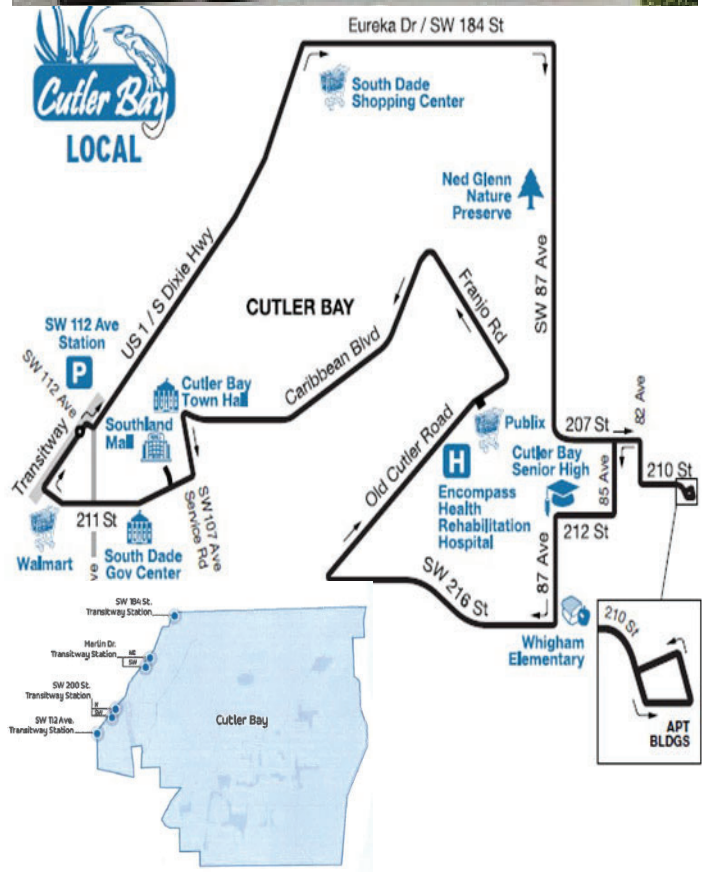 Cutler Bay
LOCAL
Eureka Dr / SW 184 St
South Dade
Shopping Center
Ned Glenn
Nature
Preserve
SW 87 Ave
US 1 / S Dixie Hwy
CUTLER BAY
Franjo Rd
Caribbean Blvd
SW 112 Ave
Station
P
SW 112 Ave
Transitway
Cutler Bay
Town Hall
Southland
Mall
SW 107 Ave
Service Rd
211 St
Walmart
South Dade
Gov Center
ve
Old Cutler Road
Publix
H
Encompass
Health
Rehabilitation
Hospital
Cutler Bay
Senior High
207 St
82 Ave
85 Ave
210 St
212 St
87 Ave
SW 216 St
Whigham
Elementary
210 St
APT
BLDGS
SW 184 St.
Transitway Station
Marlin Dr.
Transitway Station
NE
SW
SW 200 St.
Transitway Station
N
SW
SW 112 Ave.
Transitway Station
Cutler Bay